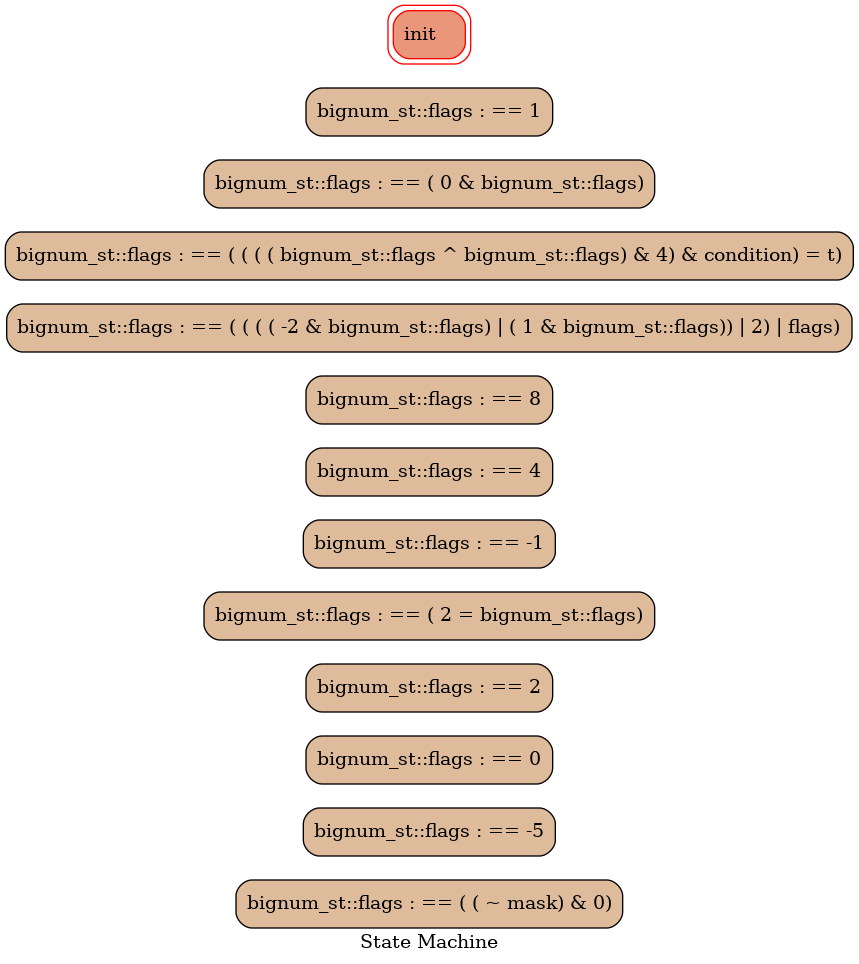 init
bignum_st::flags : == 1
bignum_st::flags : == ( 0 & bignum_st::flags)
bignum_st::flags : == ( ( ( ( bignum_st::flags ^ bignum_st::flags) & 4) & condition) = t)
bignum_st::flags : == ( ( ( ( -2 & bignum_st::flags) | ( 1 & bignum_st::flags)) | 2) | flags)
bignum_st::flags : == 8
bignum_st::flags : == 4
bignum_st::flags : == -1
bignum_st::flags : == ( 2 = bignum_st::flags)
bignum_st::flags : == 2
bignum_st::flags : == 0
bignum_st::flags : == -5
bignum_st::flags : == ( ( ~ mask) & 0)
State Machine